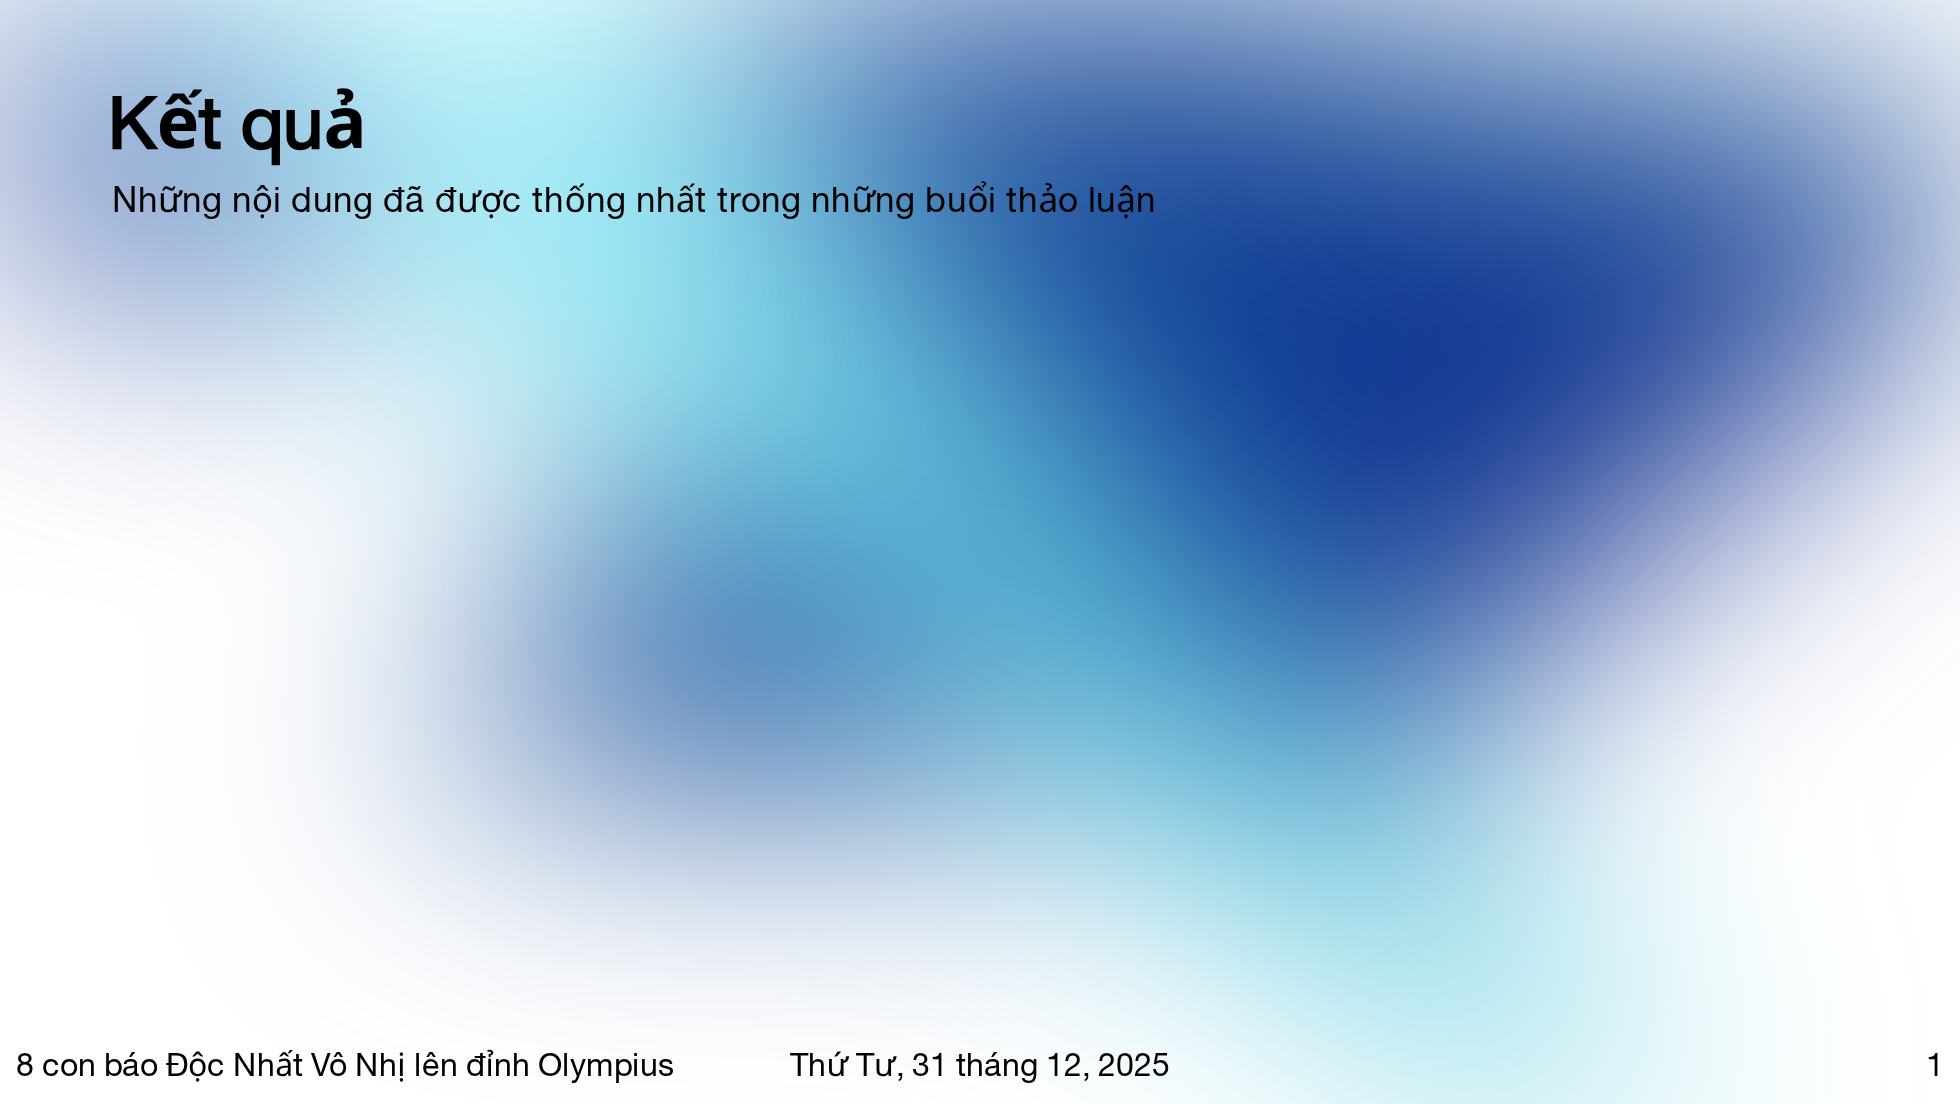 Kết quả
Những nội dung đã được thống nhất trong những buổi thảo luận
8 con báo Độc Nhất Vô Nhị lên đỉnh Olympius
Thứ Tư, 31 tháng 12, 2025
1